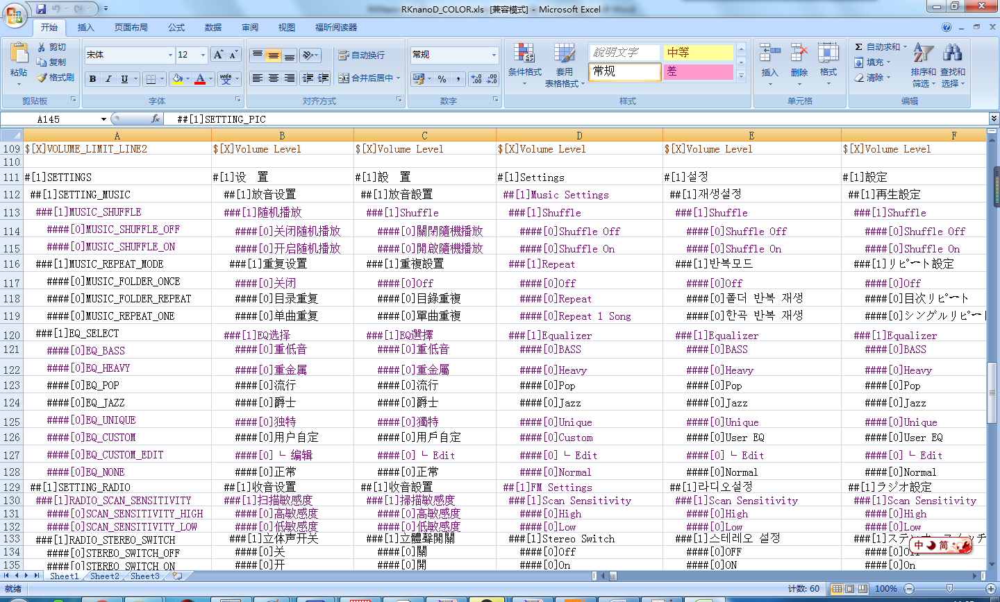 RKnanoD_COLOR.xls  [兼容模式] - Microsoft Excel
开始 插入 页面布局 公式 数据 审阅 视图 福昕阅读器
粘贴 剪切 复制 格式刷 剪贴板
宋体 12 B I U A wén 变 字体
自动换行 合并后居中 对齐方式
常规 % , 数字
条件格式 套用表格格式 說明文字 中等 常规 差 样式
插入 删除 格式 单元格
Σ 自动求和 填充 清除 排序和筛选 查找和选择 编辑
A145 fx ##[1]SETTING_PIC
A B C D E F
109 $[X]VOLUME_LIMIT_LINE2 $[X]Volume Level $[X]Volume Level $[X]Volume Level $[X]Volume Level $[X]Volume Level
110
111 #[1]SETTINGS #[1]设　置 #[1]設　置 #[1]Settings #[1]설정 #[1]設定
112 ##[1]SETTING_MUSIC ##[1]放音设置 ##[1]放音設置 ##[1]Music Settings ##[1]재생설정 ##[1]再生設定
113 ###[1]MUSIC_SHUFFLE ###[1]随机播放 ###[1]Shuffle ###[1]Shuffle ###[1]Shuffle ###[1]Shuffle
114 ####[0]MUSIC_SHUFFLE_OFF ####[0]关闭随机播放 ####[0]關閉隨機播放 ####[0]Shuffle Off ####[0]Shuffle Off ####[0]Shuffle Off
115 ####[0]MUSIC_SHUFFLE_ON ####[0]开启随机播放 ####[0]開啟隨機播放 ####[0]Shuffle On ####[0]Shuffle On ####[0]Shuffle On
116 ###[1]MUSIC_REPEAT_MODE ###[1]重复设置 ###[1]重複設置 ###[1]Repeat ###[1]반복모드 ###[1]リピート設定
117 ####[0]MUSIC_FOLDER_ONCE ####[0]关闭 ####[0]Off ####[0]Off ####[0]Off ####[0]Off
118 ####[0]MUSIC_FOLDER_REPEAT ####[0]目录重复 ####[0]目錄重複 ####[0]Repeat ####[0]폴더 반복 재생 ####[0]目次リピート
119 ####[0]MUSIC_REPEAT_ONE ####[0]单曲重复 ####[0]單曲重複 ####[0]Repeat 1 Song ####[0]한곡 반복 재생 ####[0]シングルリピート
120 ###[1]EQ_SELECT ###[1]EQ选择 ###[1]EQ選擇 ###[1]Equalizer ###[1]Equalizer ###[1]Equalizer
121 ####[0]EQ_BASS ####[0]重低音 ####[0]重低音 ####[0]BASS ####[0]BASS ####[0]BASS
122 ####[0]EQ_HEAVY ####[0]重金属 ####[0]重金屬 ####[0]Heavy ####[0]Heavy ####[0]Heavy
123 ####[0]EQ_POP ####[0]流行 ####[0]流行 ####[0]Pop ####[0]Pop ####[0]Pop
124 ####[0]EQ_JAZZ ####[0]爵士 ####[0]爵士 ####[0]Jazz ####[0]Jazz ####[0]Jazz
125 ####[0]EQ_UNIQUE ####[0]独特 ####[0]獨特 ####[0]Unique ####[0]Unique ####[0]Unique
126 ####[0]EQ_CUSTOM ####[0]用户自定 ####[0]用戶自定 ####[0]Custom ####[0]User EQ ####[0]User EQ
127 ####[0]EQ_CUSTOM_EDIT ####[0]└ 编辑 ####[0]└ Edit ####[0]└ Edit ####[0]└ Edit ####[0]└ Edit
128 ####[0]EQ_NONE ####[0]正常 ####[0]正常 ####[0]Normal ####[0]Normal ####[0]Normal
129 ##[1]SETTING_RADIO ##[1]收音设置 ##[1]收音設置 ##[1]FM Settings ##[1]라디오설정 ##[1]ラジオ設定
130 ###[1]RADIO_SCAN_SENSITIVITY ###[1]扫描敏感度 ###[1]掃描敏感度 ###[1]Scan Sensitivity ###[1]Scan Sensitivity ###[1]Scan Sensitivity
131 ####[0]SCAN_SENSITIVITY_HIGH ####[0]高敏感度 ####[0]高敏感度 ####[0]High ####[0]High ####[0]High
132 ####[0]SCAN_SENSITIVITY_LOW ####[0]低敏感度 ####[0]低敏感度 ####[0]Low ####[0]Low ####[0]Low
133 ###[1]RADIO_STEREO_SWITCH ###[1]立体声开关 ###[1]立體聲開關 ###[1]Stereo Switch ###[1]스테레오 설정
134 ####[0]STEREO_SWITCH_OFF ####[0]关 ####[0]關 ####[0]Off ####[0]OFF
135 ####[0]STEREO_SWITCH_ON ####[0]开 ####[0]開 ####[0]On ####[0]ON ####[0]On
中 简
Sheet1 Sheet2 Sheet3
就绪 计数: 60 100%